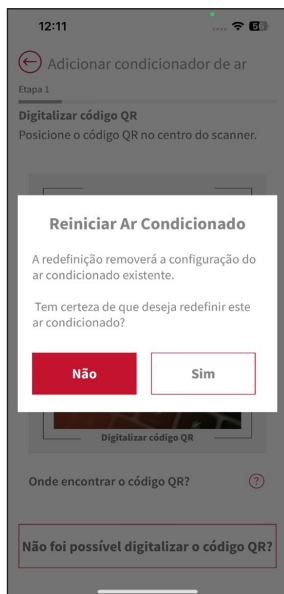 12:11
Adicionar condicionador de ar
Etapa 1
Digitalizar código QR
Posicione o código QR no centro do scanner.
Reiniciar Ar Condicionado
A redefinição removerá a configuração do
ar condicionado existente.
Tem certeza de que deseja redefinir este
ar condicionado?
Não
Sim
Digitalizar código QR
Onde encontrar o código QR?
?
Não foi possível digitalizar o código QR?